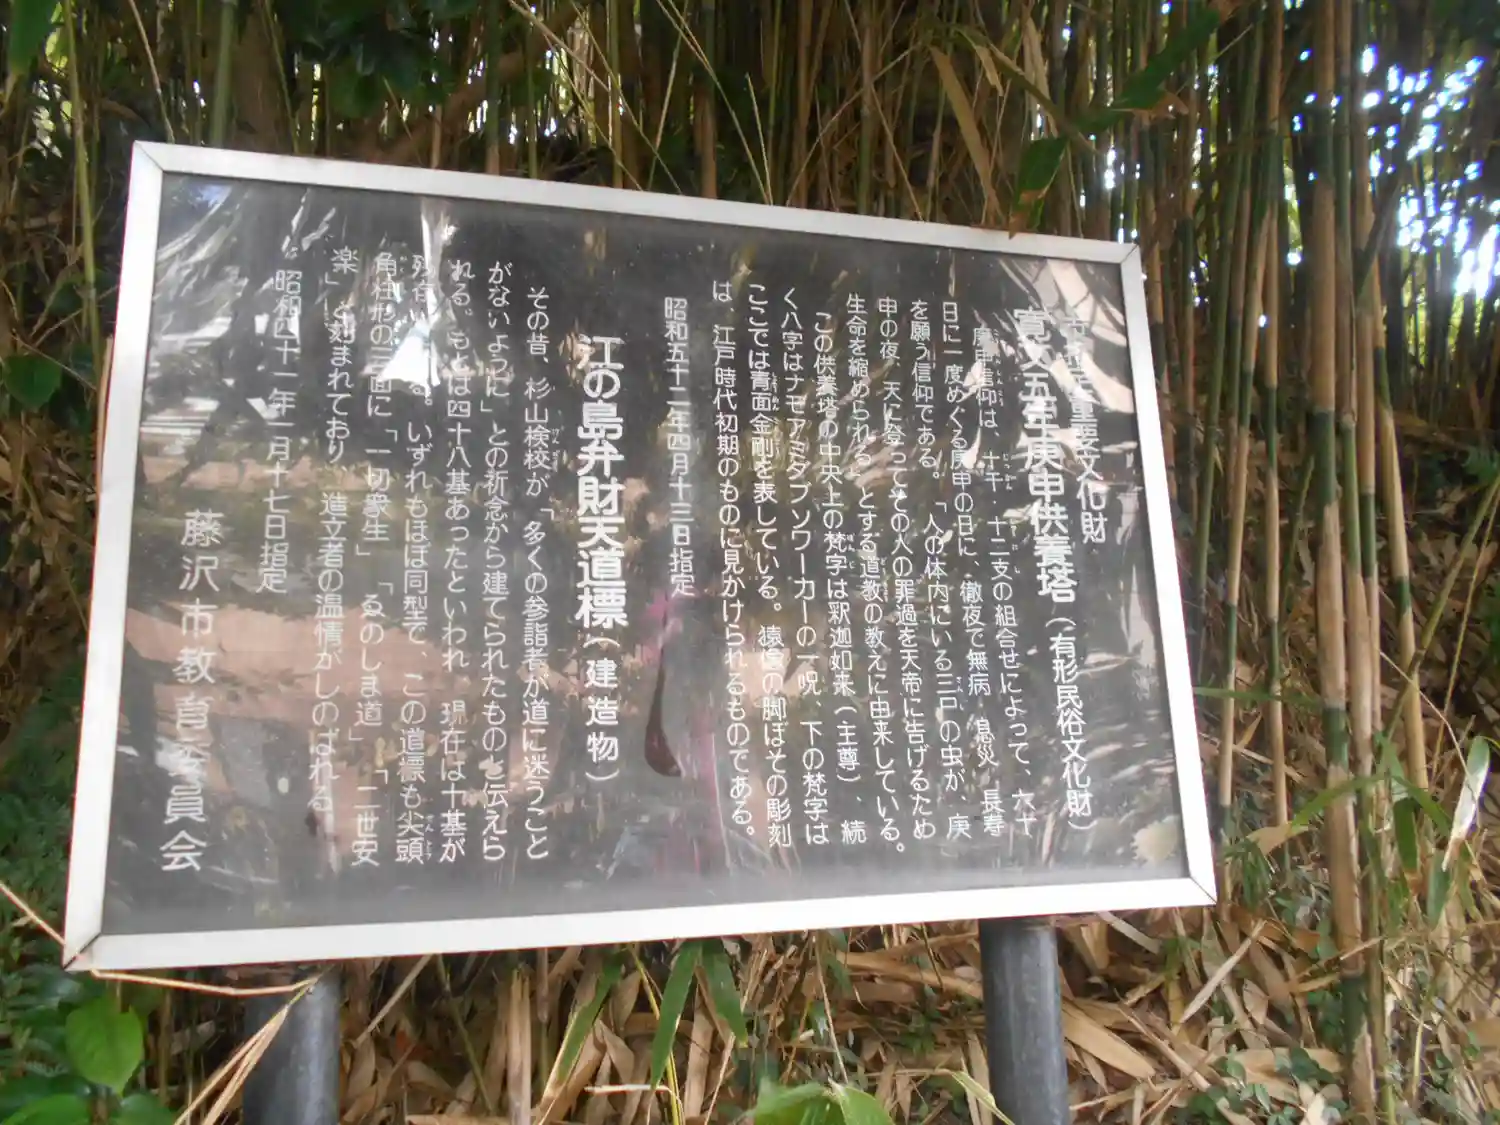 市指定重要文化財
寛文五年庚申供養塔（有形民俗文化財）
庚申信仰は、十干・十二支の組合せによって、六十
日に一度めぐる庚申の日に、徹夜で無病 息災 長寿
を願う信仰である。「人の体内にいる三尸の虫が、庚
申の夜、天に登ってその人の罪過を天帝に告げるため
生命を縮められる」とする道教の教えに由来している。
この供養塔の中央上の梵字は釈迦如来（主尊）、続
く八字はナモアミダブソワーカーの一呪、下の梵字は
ここでは青面金剛を表している。猿像の脚ぼその彫刻
は、江戸時代初期のものに見かけられるものである。
昭和五十二年四月十三日指定
江の島弁財天道標（建造物）
その昔、杉山検校が「多くの参詣者が道に迷うこと
がないように」との祈念から建てられたものと伝えら
れる。もとは四十八基あったといわれ 現在は十基が
残存いる。いずれもほぼ同型で、この道標も尖頭
角柱形の三面に「一切衆生」「ゑのしま道」「二世安
楽」と刻まれており 造立者の温情がしのばれる。
昭和四十一年一月十七日指定
藤沢市教育委員会